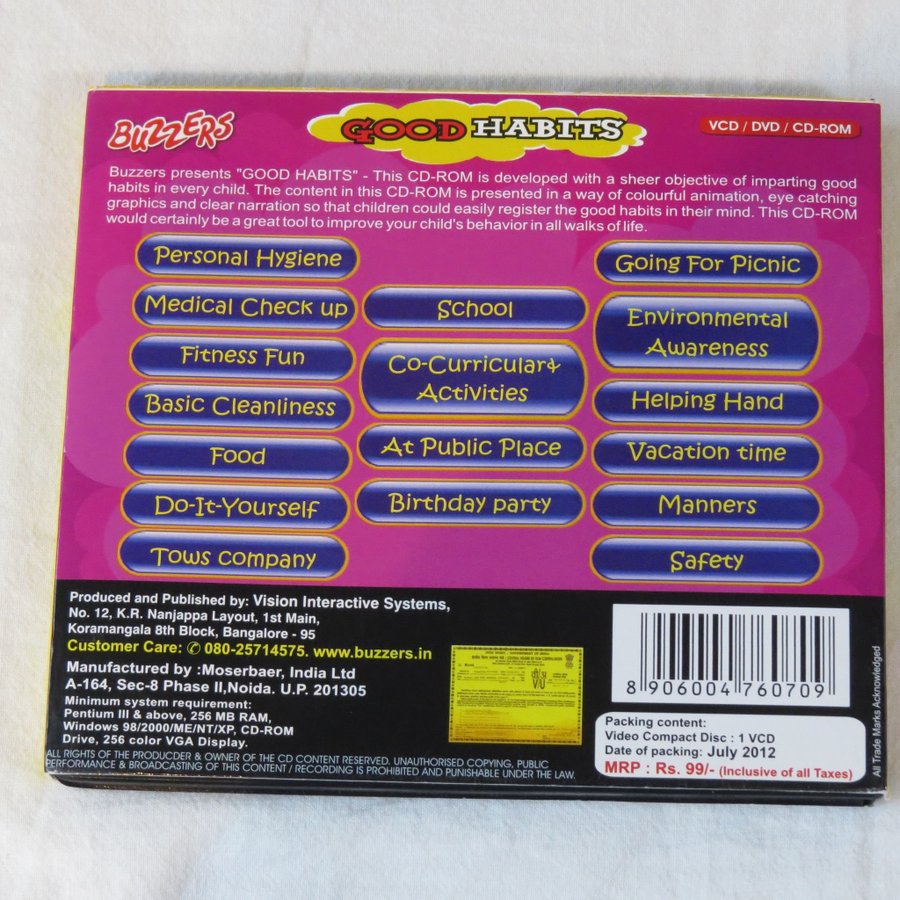 BUZZERS
GOOD HABITS
VCD / DVD / CD-ROM
Buzzers presents "GOOD HABITS" - This CD-ROM is developed with a sheer objective of imparting good
habits in every child. The content in this CD-ROM is presented in a way of colourful animation, eye catching
graphics and clear narration so that children could easily register the good habits in their mind. This CD-ROM
would certainly be a great tool to improve your child's behavior in all walks of life.
Personal Hygiene
Medical Check up
Fitness Fun
Basic Cleanliness
Food
Do-It-Yourself
Tows company
School
Co-Curricular&
Activities
At Public Place
Birthday party
Going For Picnic
Environmental
Awareness
Helping Hand
Vacation time
Manners
Safety
Produced and Published by: Vision Interactive Systems,
No. 12, K.R. Nanjappa Layout, 1st Main,
Koramangala 8th Block, Bangalore - 95
Customer Care: ✆ 080-25714575. www.buzzers.in
Manufactured by :Moserbaer, India Ltd
A-164, Sec-8 Phase II,Noida. U.P. 201305
Minimum system requirement:
Pentium III & above, 256 MB RAM,
Windows 98/2000/ME/NT/XP, CD-ROM
Drive, 256 color VGA Display.
ALL RIGHTS OF THE PRODUCDER & OWNER OF THE CD CONTENT RESERVED. UNAUTHORISED COPYING, PUBLIC
PERFORMANCE & BROADCASTING OF THIS CONTENT / RECORDING IS PROHIBITED AND PUNISHABLE UNDER THE LAW.
8 906004 760709
Packing content:
Video Compact Disc : 1 VCD
Date of packing: July 2012
MRP : Rs. 99/- (Inclusive of all Taxes)
All Trade Marks Acknowledged